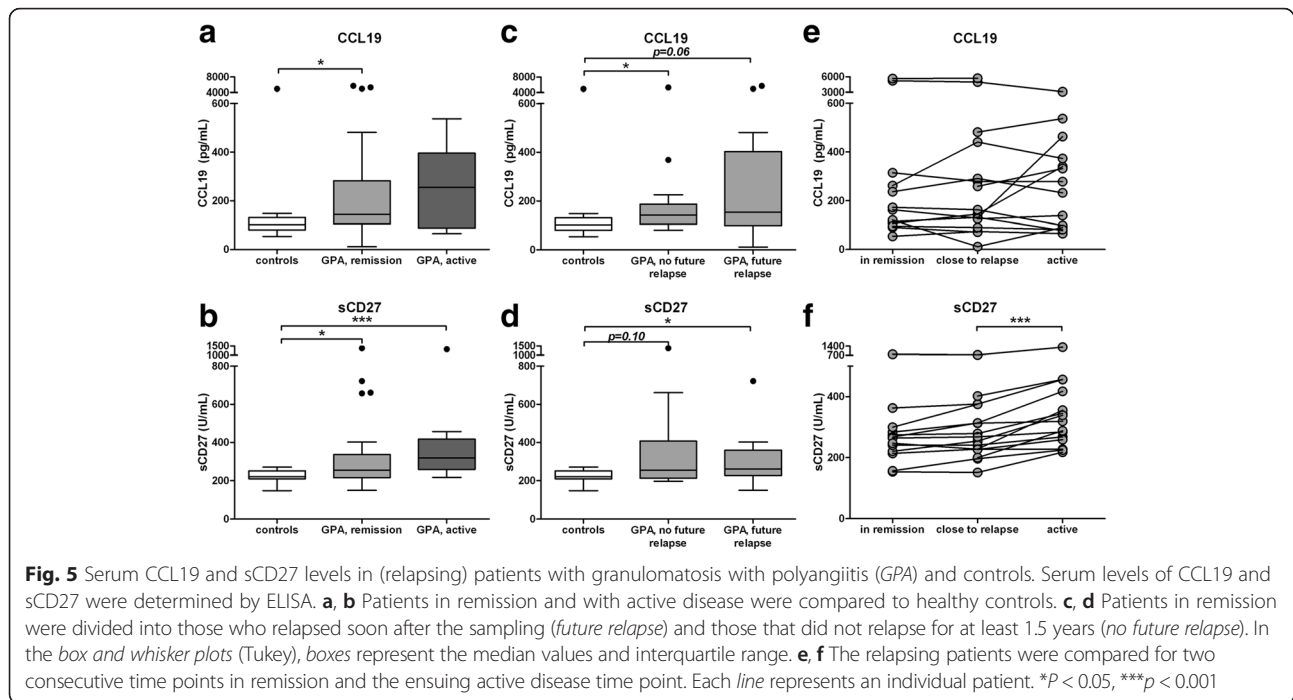 a
CCL19
*
8000
4000
600
400
200
0
CCL19 (pg/mL)
controls
GPA, remission
GPA, active
c
CCL19
p=0.06
*
8000
4000
600
400
200
0
CCL19 (pg/mL)
controls
GPA, no future
relapse
GPA, future
relapse
e
CCL19
6000
3000
600
400
200
0
CCL19 (pg/mL)
in remission
close to relapse
active
b
sCD27
***
*
1500
1000
800
600
400
200
0
sCD27 (U/mL)
controls
GPA, remission
GPA, active
d
sCD27
*
p=0.10
1500
1000
800
600
400
200
0
sCD27 (U/mL)
controls
GPA, no future
relapse
GPA, future
relapse
f
sCD27
***
1400
700
400
200
0
sCD27 (U/mL)
in remission
close to relapse
active
Fig. 5 Serum CCL19 and sCD27 levels in (relapsing) patients with granulomatosis with polyangiitis (GPA) and controls. Serum levels of CCL19 and
sCD27 were determined by ELISA. a, b Patients in remission and with active disease were compared to healthy controls. c, d Patients in remission
were divided into those who relapsed soon after the sampling (future relapse) and those that did not relapse for at least 1.5 years (no future relapse). In
the box and whisker plots (Tukey), boxes represent the median values and interquartile range. e, f The relapsing patients were compared for two
consecutive time points in remission and the ensuing active disease time point. Each line represents an individual patient. *P < 0.05, ***p < 0.001